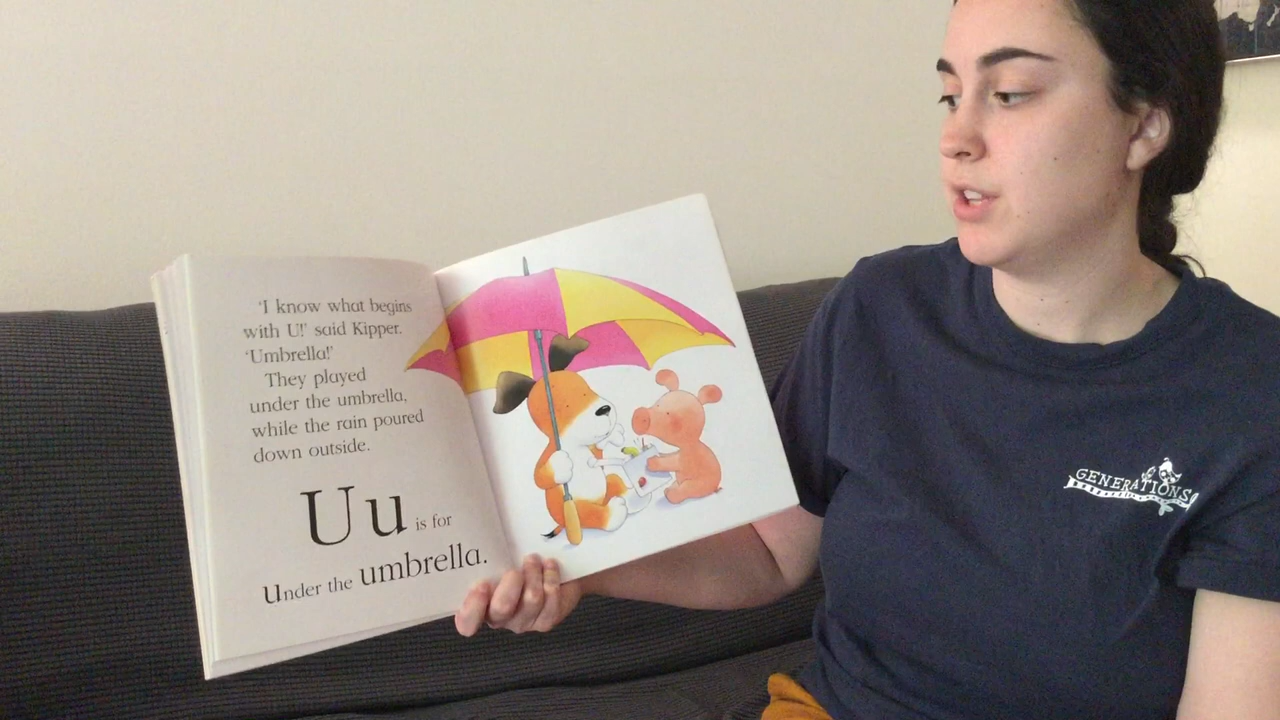 'I know what begins
with U!' said Kipper.
'Umbrella!'
They played
under the umbrella,
while the rain poured
down outside.
Uu is for
under the umbrella.
GENERATIONS